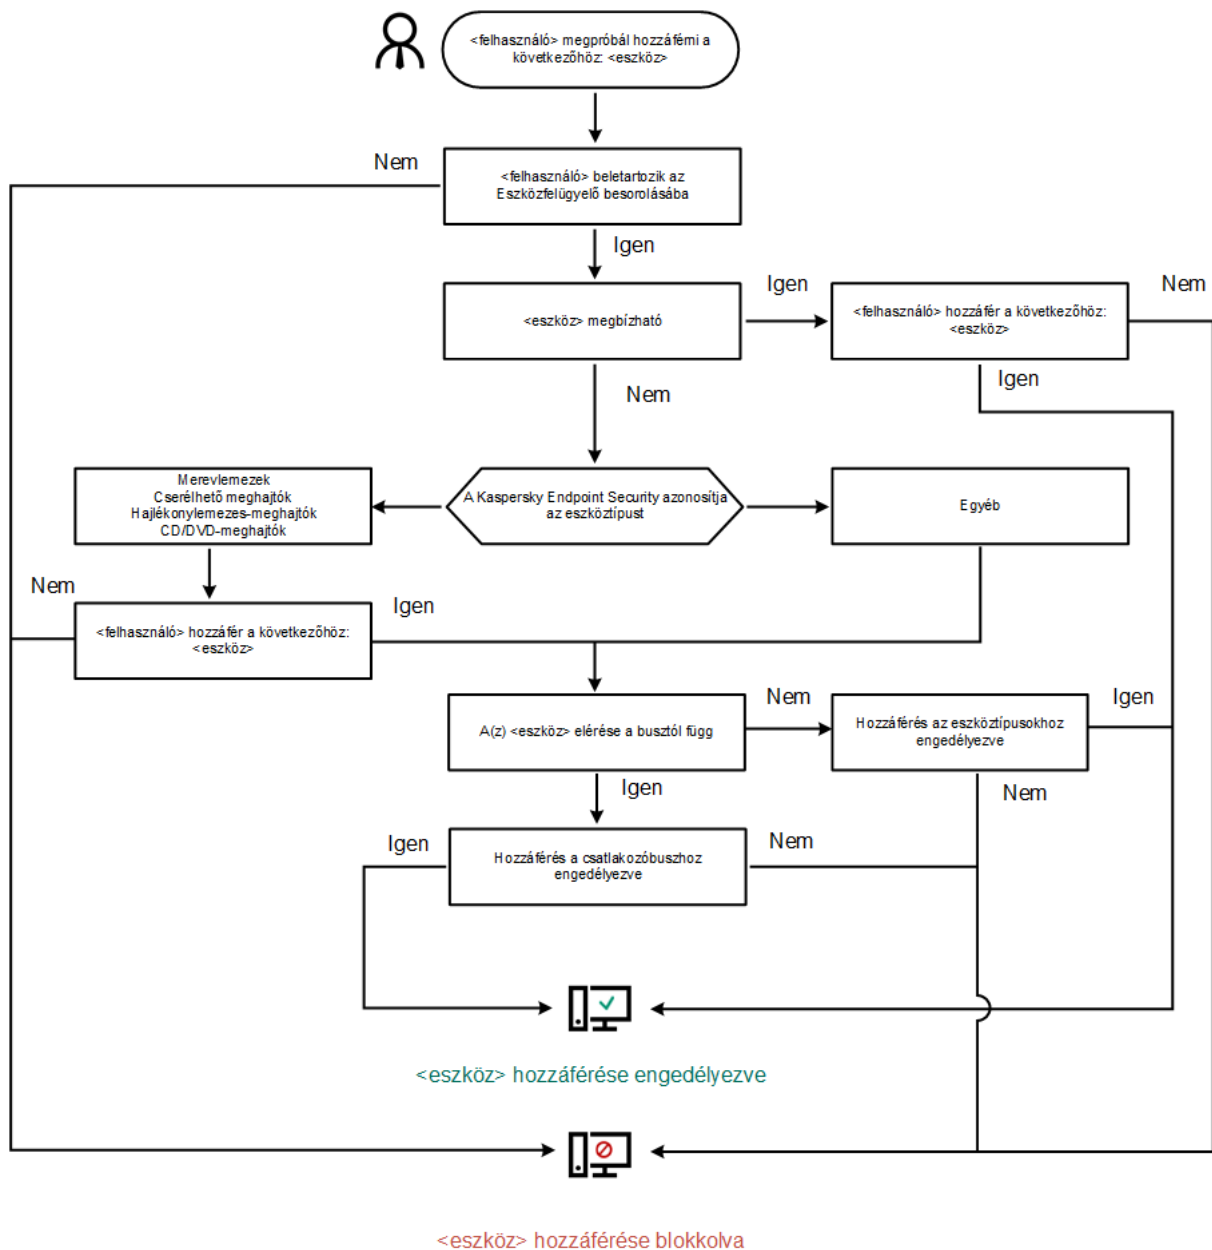 <felhasználó> megpróbál hozzáférni a
következőhöz: <eszköz>
Nem
<felhasználó> beletartozik az
Eszközfelügyelő besorolásába
Igen
<eszköz> megbízható
Igen
<felhasználó> hozzáfér a következőhöz:
<eszköz>
Nem
Igen
Nem
Merevlemezek
Cserélhető meghajtók
Hajlékonylemezes-meghajtók
CD/DVD-meghajtók
A Kaspersky Endpoint Security azonosítja
az eszköztípust
Egyéb
Nem
<felhasználó> hozzáfér a következőhöz:
<eszköz>
Igen
A(z) <eszköz> elérése a busztól függ
Nem
Hozzáférés az eszköztípusokhoz
engedélyezve
Igen
Igen
Nem
Igen
Hozzáférés a csatlakozóbuszhoz
engedélyezve
Nem
<eszköz> hozzáférése engedélyezve
<eszköz> hozzáférése blokkolva